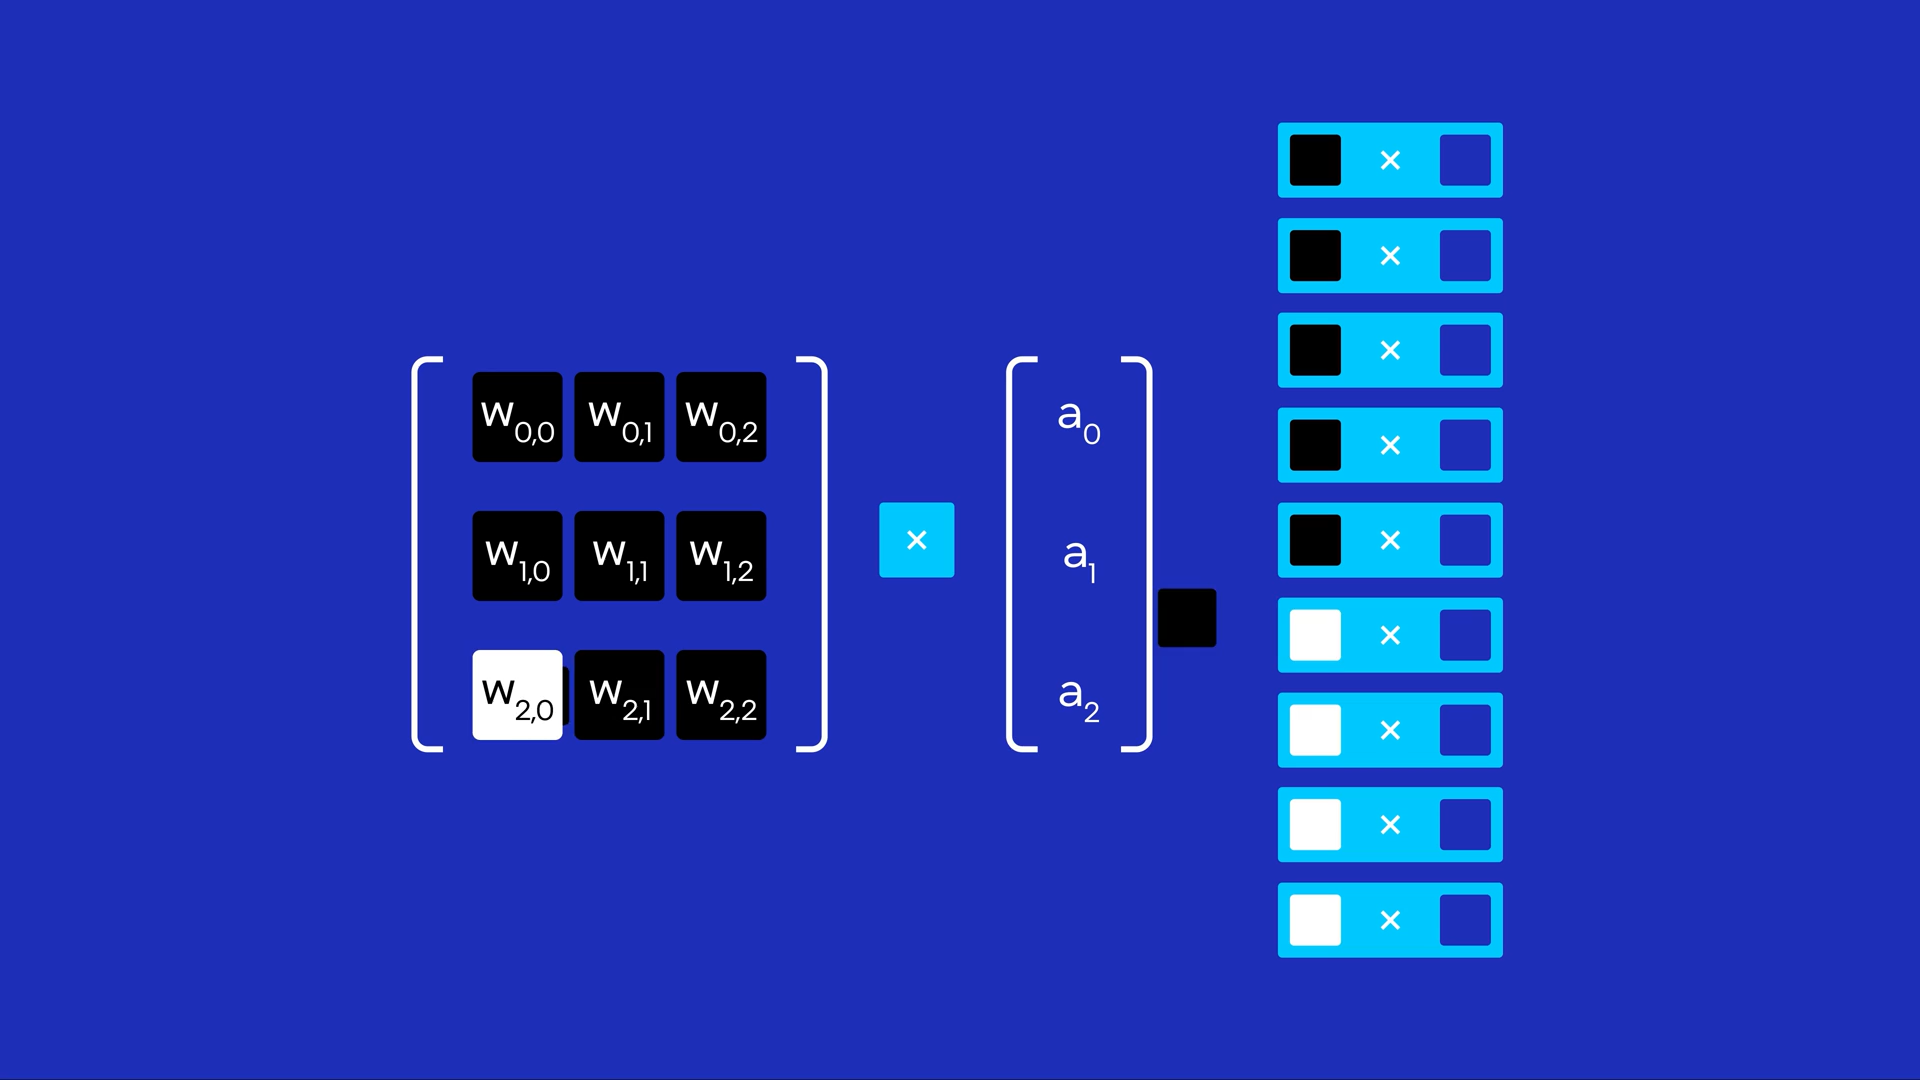 w0,0 w0,1 w0,2
w1,0 w1,1 w1,2
w2,0 w2,1 w2,2
×
a0
a1
a2
×
×
×
×
×
×
×
×
×